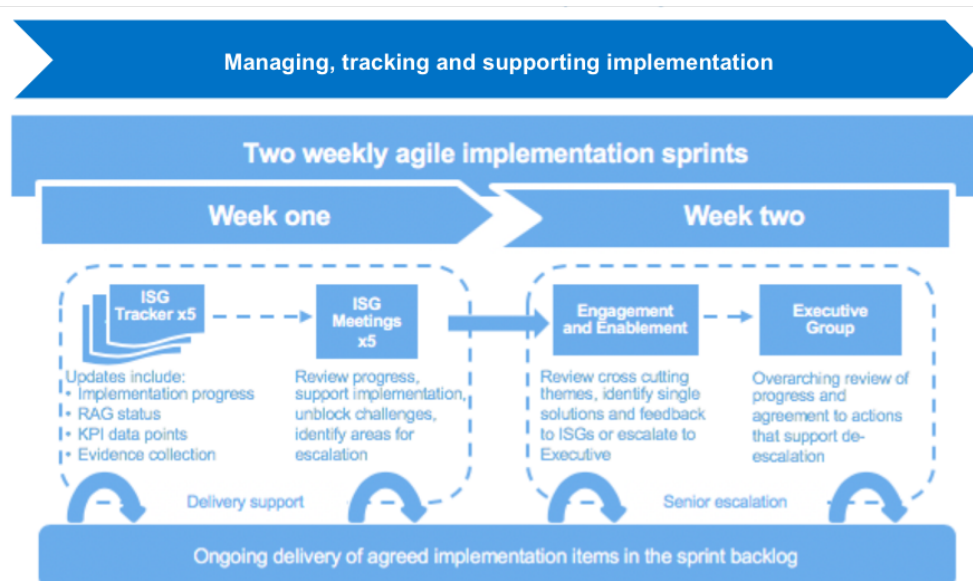 Managing, tracking and supporting implementation
Two weekly agile implementation sprints
Week one
Week two
ISG
Tracker x5
ISG
Meetings
x5
Engagement
and Enablement
Executive
Group
Updates include:
• Implementation progress
• RAG status
• KPI data points
• Evidence collection
Review progress,
support implementation,
unblock challenges,
identify areas for
escalation
Review cross cutting
themes, identify single
solutions and feedback
to ISGs or escalate to
Executive
Overarching review of
progress and
agreement to actions
that support de-
escalation
Delivery support
Senior escalation
Ongoing delivery of agreed implementation items in the sprint backlog